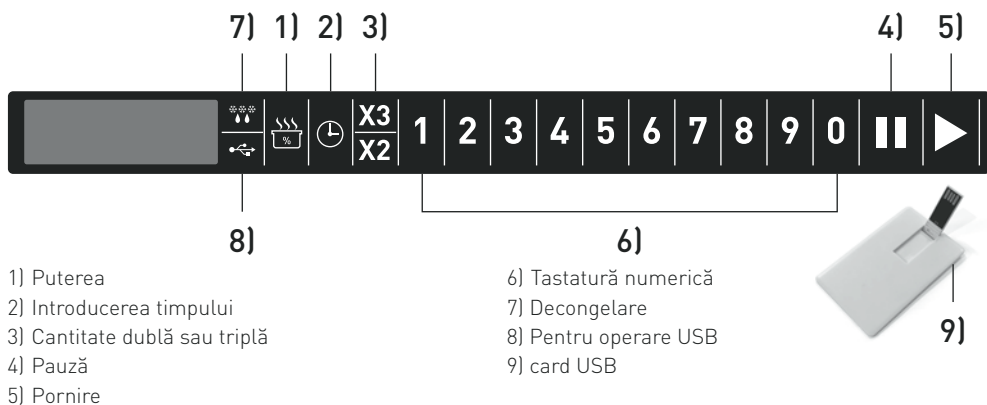 7) 1) 2) 3) 4) 5)
% X3 1 2 3 4 5 6 7 8 9 0
X2
8) 6)
1) Puterea
2) Introducerea timpului
3) Cantitate dublă sau triplă
4) Pauză
5) Pornire
6) Tastatură numerică
7) Decongelare
8) Pentru operare USB
9) card USB
9)